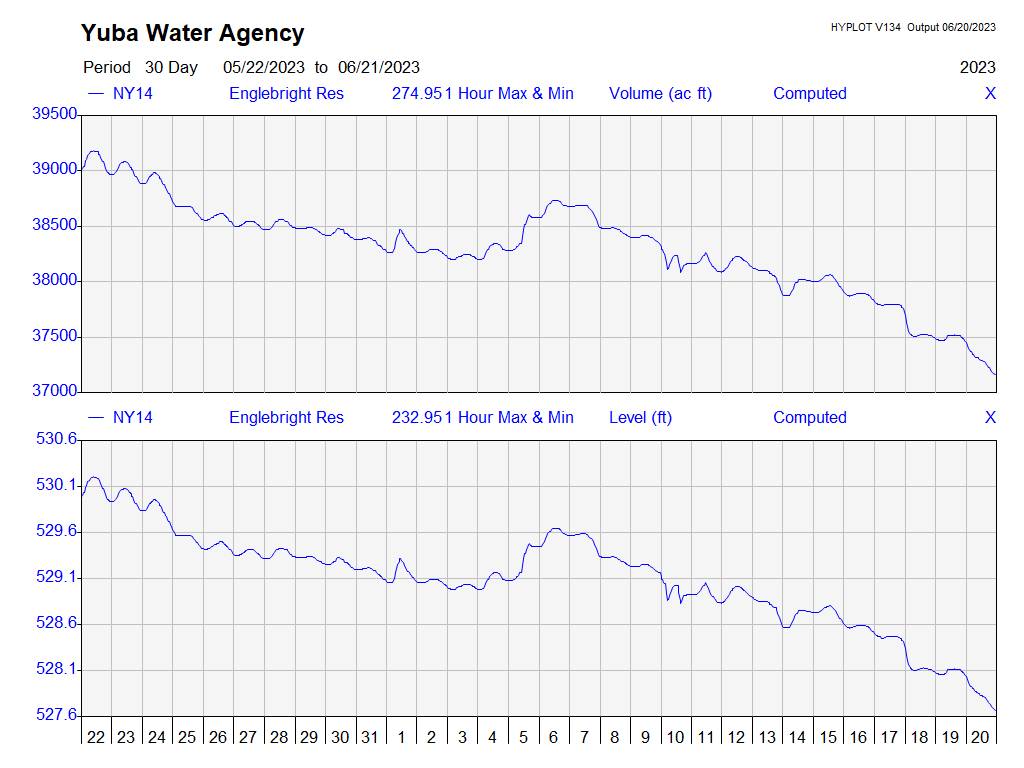 Yuba Water Agency
HYPLOT V134 Output 06/20/2023
Period 30 Day 05/22/2023 to 06/21/2023 2023
NY14 Englebright Res 274.951 Hour Max & Min Volume (ac ft) Computed X
39500
39000
38500
38000
37500
37000
NY14 Englebright Res 232.951 Hour Max & Min Level (ft) Computed X
530.6
530.1
529.6
529.1
528.6
528.1
527.6
22 23 24 25 26 27 28 29 30 31 1 2 3 4 5 6 7 8 9 10 11 12 13 14 15 16 17 18 19 20